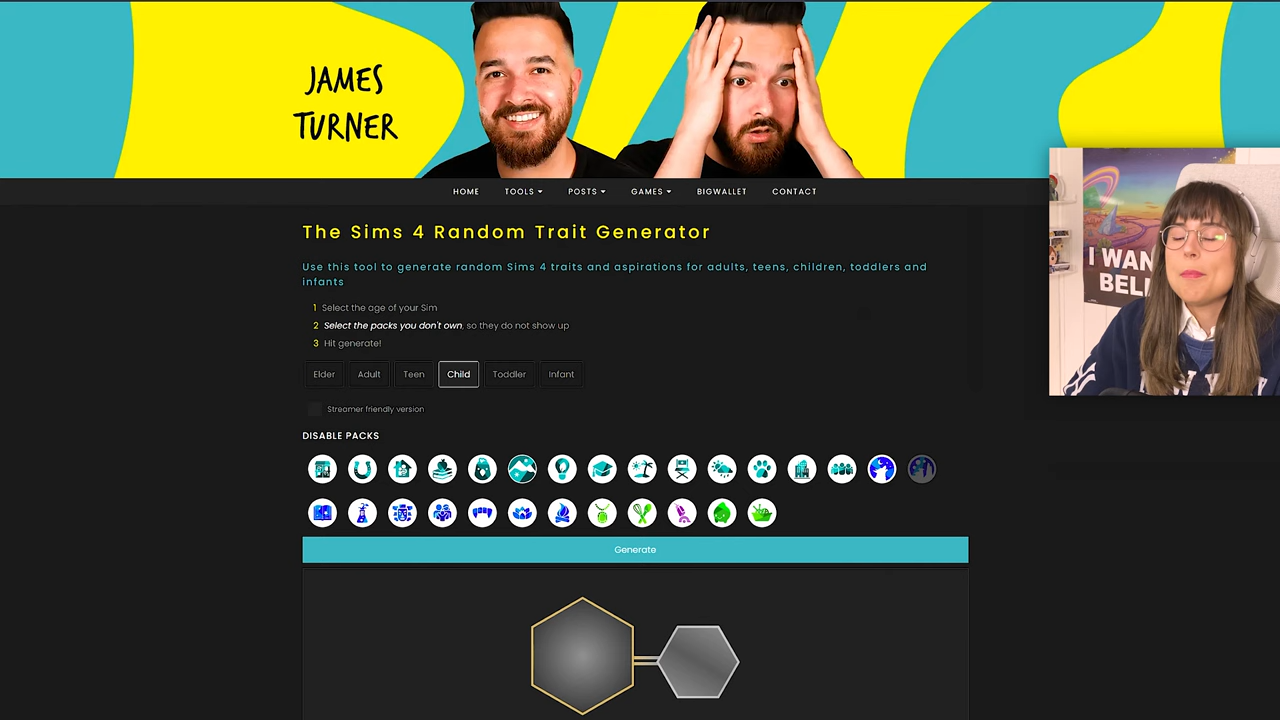 JAMES
TURNER
HOME TOOLS POSTS GAMES BIGWALLET CONTACT
The Sims 4 Random Trait Generator
Use this tool to generate random Sims 4 traits and aspirations for adults, teens, children, toddlers and
infants
1 Select the age of your Sim
2 Select the packs you don't own, so they do not show up
3 Hit generate!
Elder Adult Teen Child Toddler Infant
Streamer friendly version
DISABLE PACKS
Generate
I WAN
BELI